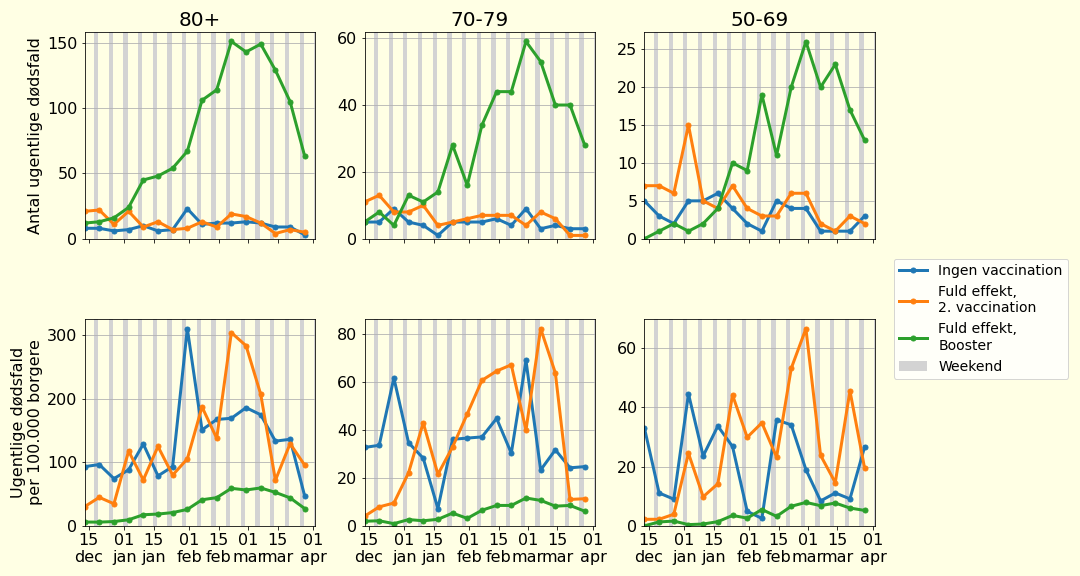 80+
70-79
50-69
Antal ugentlige dødsfald
150
100
50
0
60
40
20
0
25
20
15
10
5
0
Ingen vaccination
Fuld effekt,
2. vaccination
Fuld effekt,
Booster
Weekend
Ugentlige dødsfald
per 100.000 borgere
300
200
100
0
80
60
40
20
0
60
40
20
0
15 01 15 01 15 01 15 01
dec jan jan feb feb mar mar apr
15 01 15 01 15 01 15 01
dec jan jan feb feb mar mar apr
15 01 15 01 15 01 15 01
dec jan jan feb feb mar mar apr